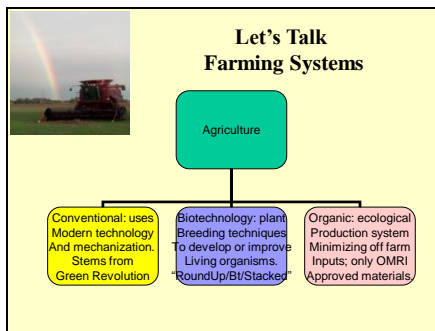 Let's Talk
Farming Systems
Agriculture
Conventional: uses
Modern technology
And mechanization.
Stems from
Green Revolution
Biotechnology: plant
Breeding techniques
To develop or improve
Living organisms.
"RoundUp/Bt/Stacked"
Organic: ecological
Production system
Minimizing off farm
Inputs; only OMRI
Approved materials.